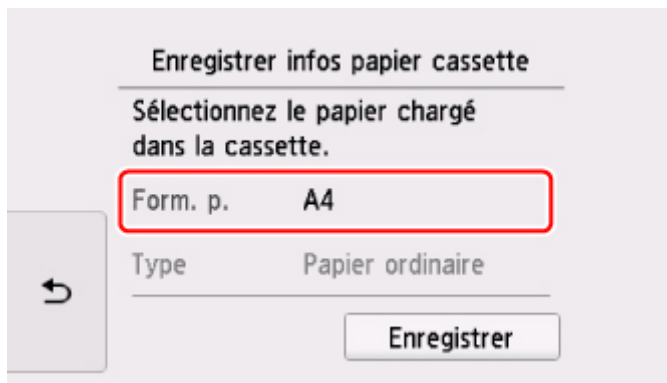 Enregistrer infos papier cassette
Sélectionnez le papier chargé
dans la cassette.
Form. p. A4
Type Papier ordinaire
Enregistrer